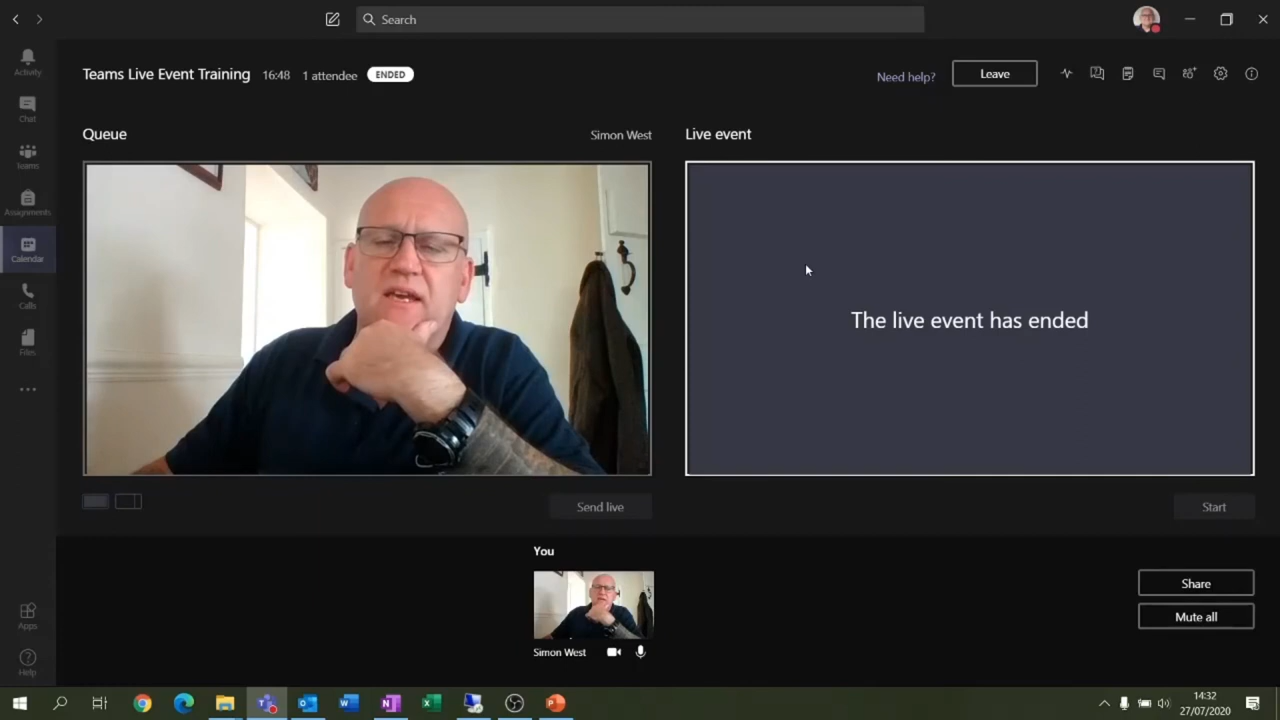 Search
Activity
Chat
Teams
Assignments
Calendar
Calls
Files
Apps
Help
Teams Live Event Training 16:48 1 attendee ENDED
Need help? Leave
Queue Simon West
Live event
The live event has ended
Send live
Start
You
Simon West
Share
Mute all
14:32
27/07/2020